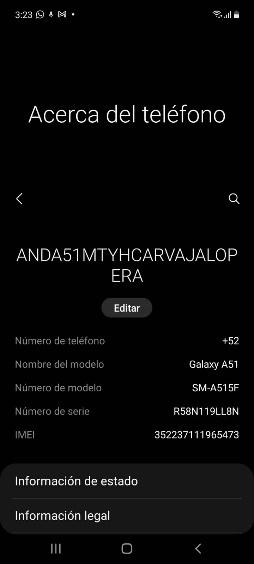 3:23
Acerca del teléfono
ANDA51MTYHCARVAJALOP
ERA
Editar
Número de teléfono +52
Nombre del modelo Galaxy A51
Número de modelo SM-A515F
Número de serie R58N119LL8N
IMEI 352237111965473
Información de estado
Información legal